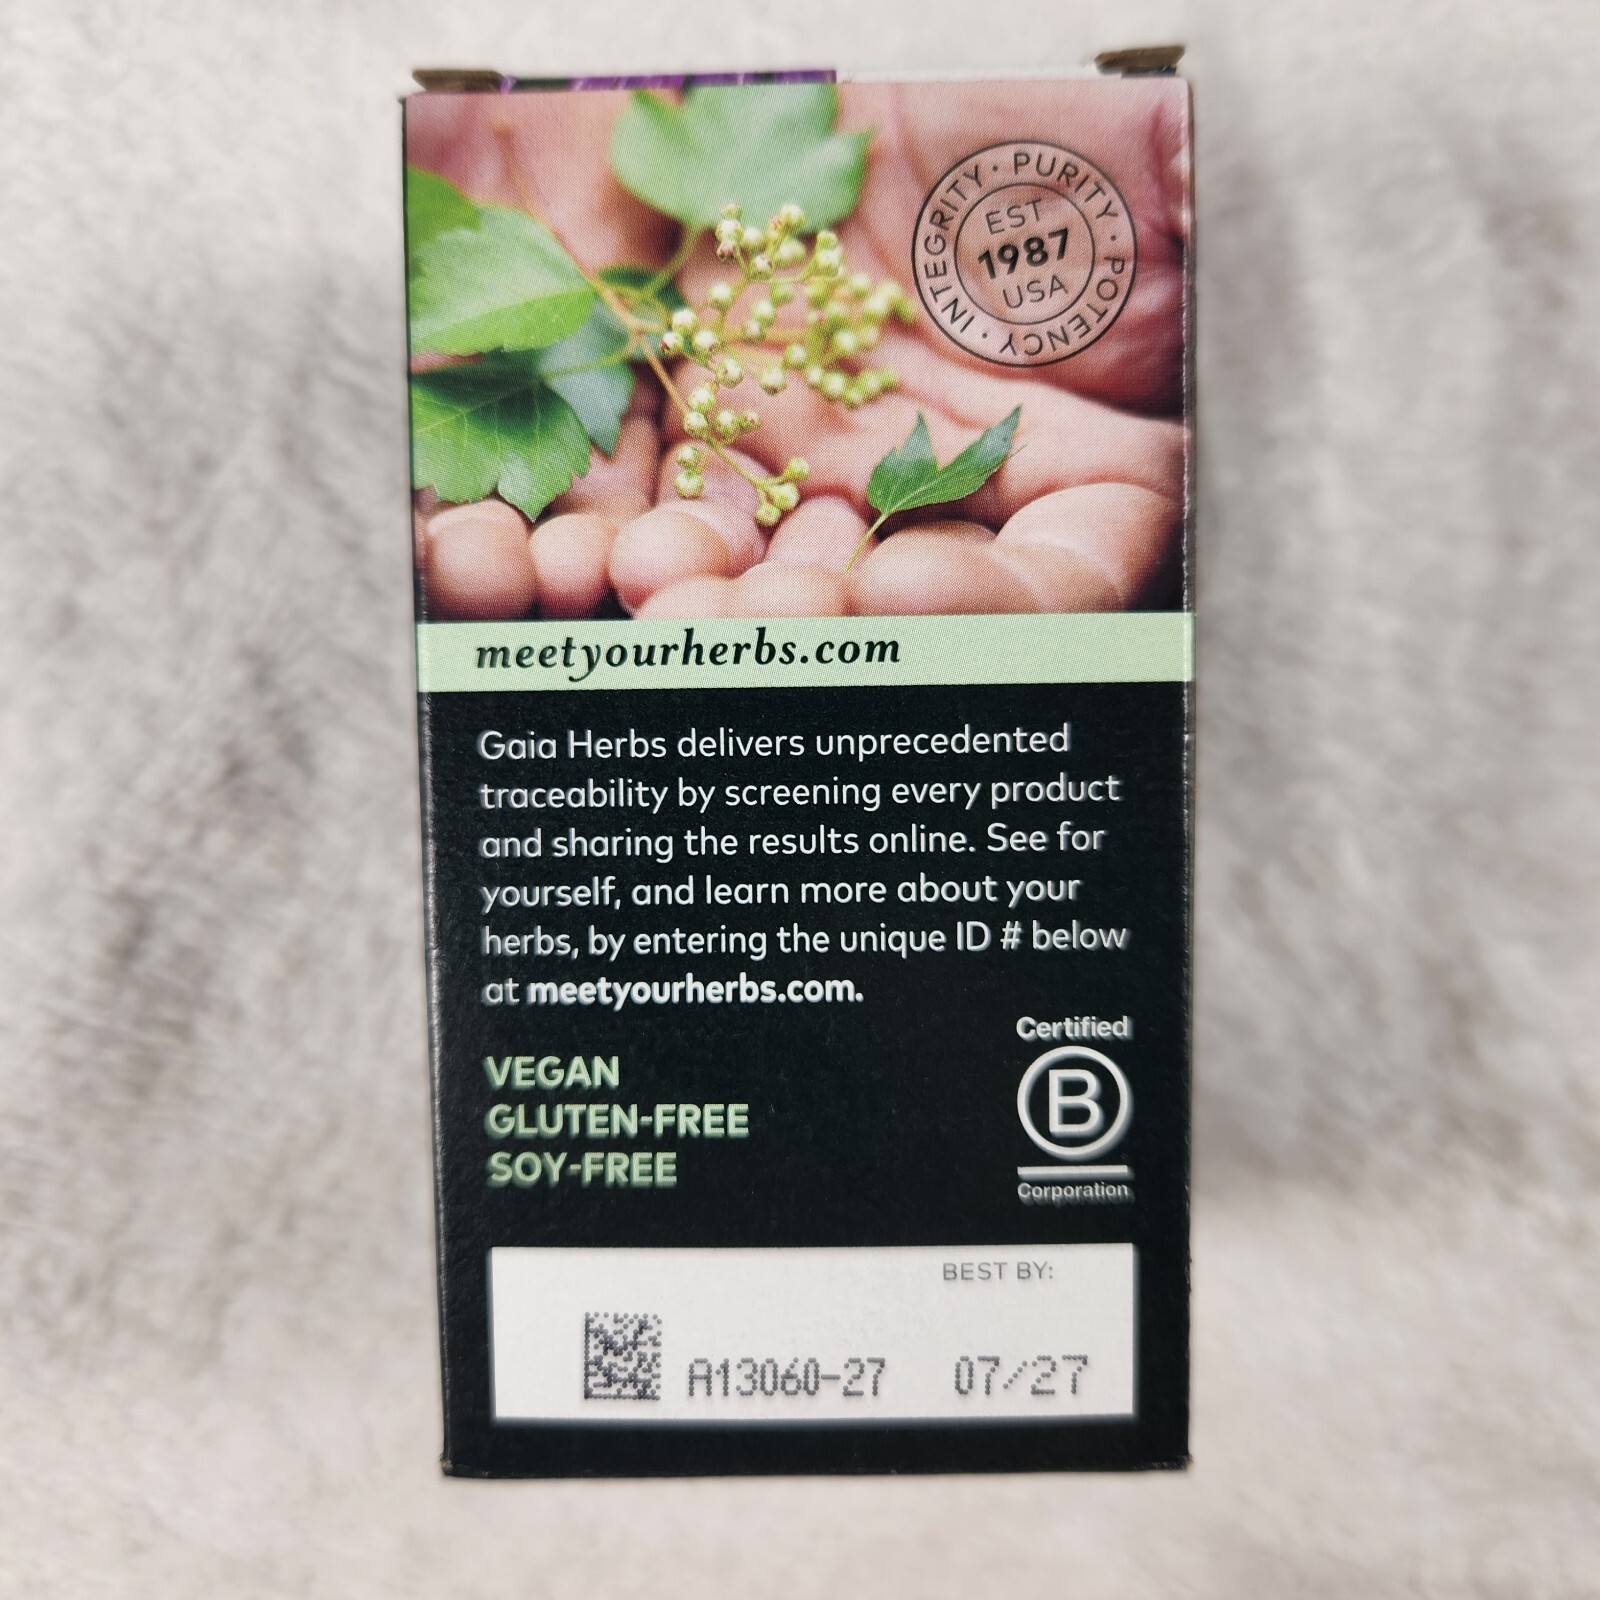 INTEGRITY · PURITY · POTENCY ·
EST
1987
USA
meetyourherbs.com
Gaia Herbs delivers unprecedented
traceability by screening every product
and sharing the results online. See for
yourself, and learn more about your
herbs, by entering the unique ID # below
at meetyourherbs.com.
VEGAN
GLUTEN-FREE
SOY-FREE
Certified
B
Corporation
BEST BY:
A13060-27 07/27